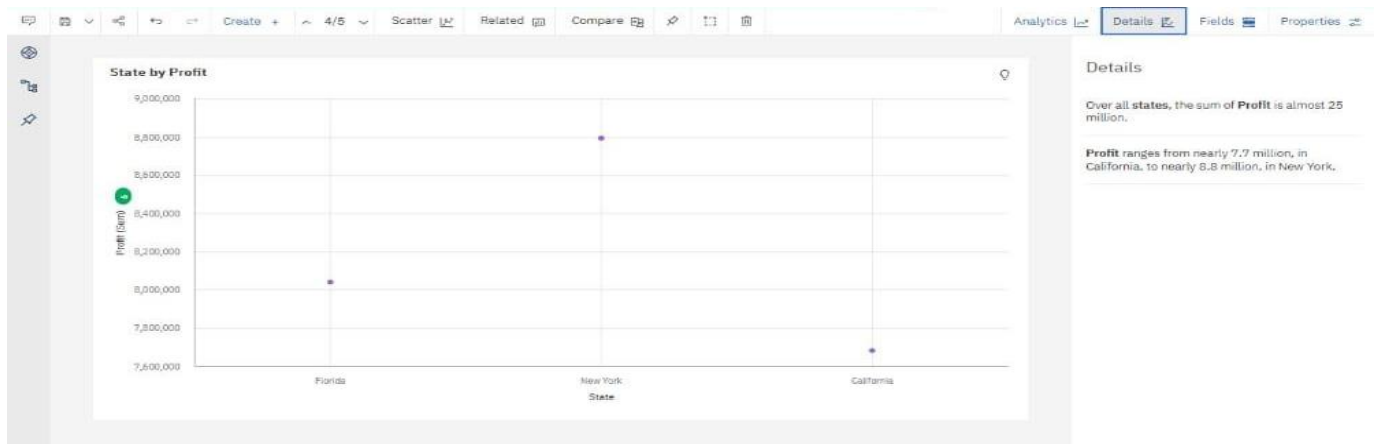 Create +
4/5
Scatter
Related
Compare
Analytics
Details
Fields
Properties
State by Profit
9,000,000
8,800,000
8,600,000
8,400,000
8,200,000
8,000,000
7,800,000
7,600,000
Profit (Sum)
Florida
New York
California
State
Details
Over all states, the sum of Profit is almost 25
million.
Profit ranges from nearly 7.7 million, in
California, to nearly 8.8 million, in New York.